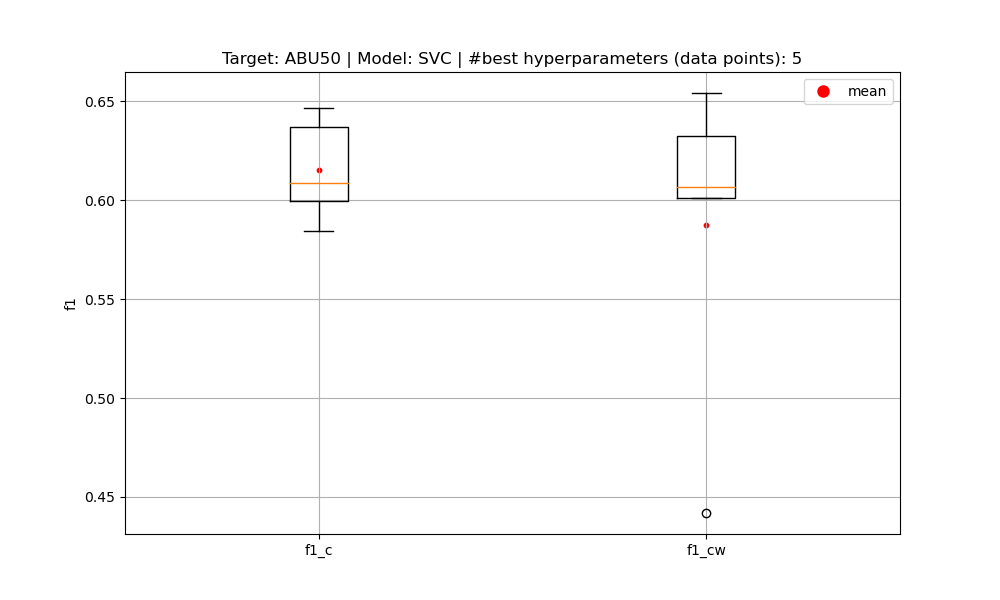 Target: ABU50 | Model: SVC | #best hyperparameters (data points): 5
mean
0.65
0.60
0.55
0.50
0.45
f1
f1_c
f1_cw